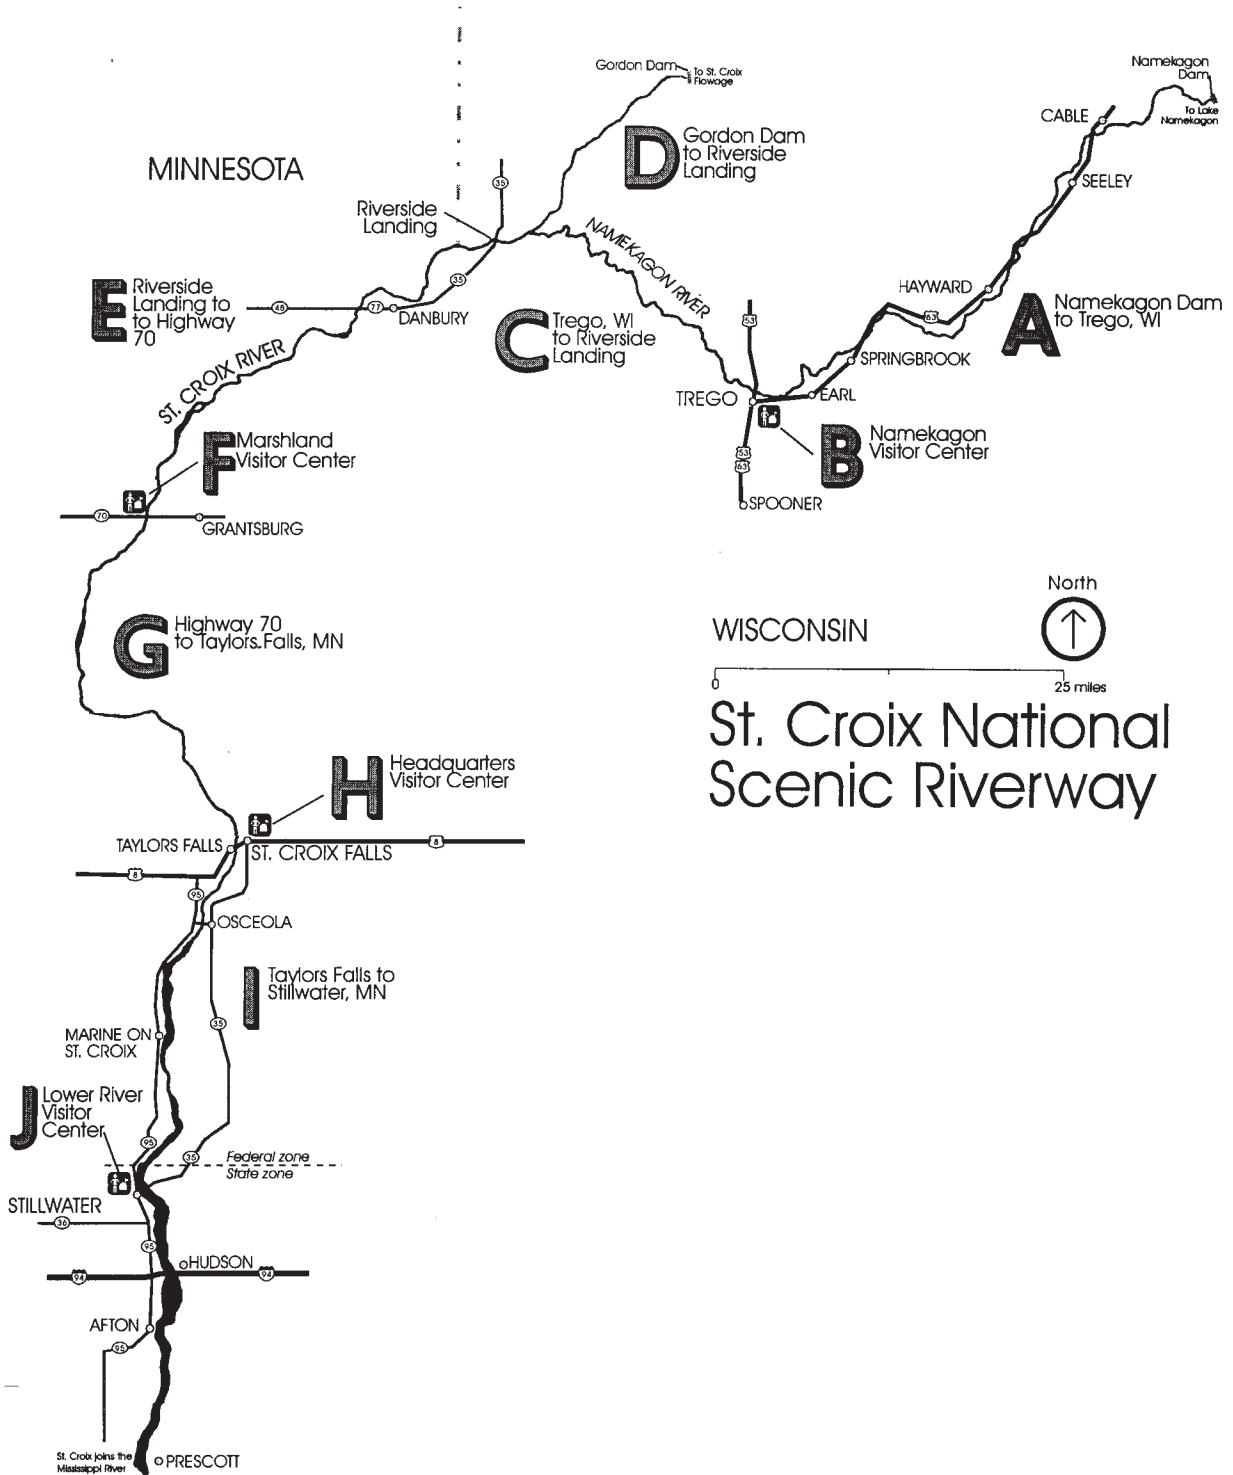 Gordon Dam
To St. Croix
Flowage
Namekagon
Dam
To Lake
Namekagon
CABLE
D
Gordon Dam
to Riverside
Landing
MINNESOTA
SEELEY
35
Riverside
Landing
NAMEKAGON RIVER
E
Riverside
Landing to
to Highway
70
35
48
77
DANBURY
HAYWARD
63
A
Namekagon Dam
to Trego, WI
C
Trego, WI
to Riverside
Landing
53
ST. CROIX RIVER
SPRINGBROOK
TREGO
EARL
F
Marshland
Visitor Center
B
Namekagon
Visitor Center
53
63
SPOONER
70
GRANTSBURG
North
G
Highway 70
to Taylors Falls, MN
WISCONSIN
0
25 miles
St. Croix National
Scenic Riverway
H
Headquarters
Visitor Center
TAYLORS FALLS
ST. CROIX FALLS
8
8
95
OSCEOLA
I
Taylors Falls to
Stillwater, MN
35
MARINE ON
ST. CROIX
J
Lower River
Visitor
Center
95
35
Federal zone
State zone
STILLWATER
36
95
HUDSON
94
94
AFTON
95
St. Croix joins the
Mississippi River
PRESCOTT